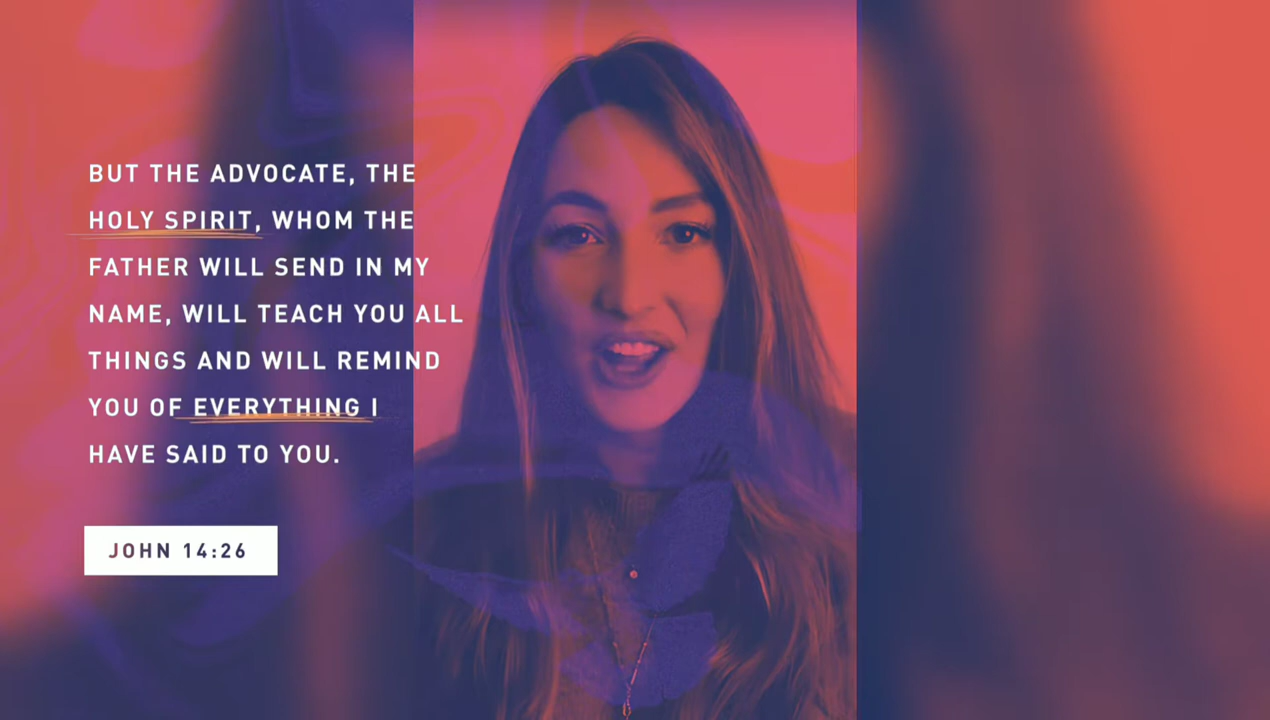 BUT THE ADVOCATE, THE
HOLY SPIRIT, WHOM THE
FATHER WILL SEND IN MY
NAME, WILL TEACH YOU ALL
THINGS AND WILL REMIND
YOU OF EVERYTHING I
HAVE SAID TO YOU.
JOHN 14:26